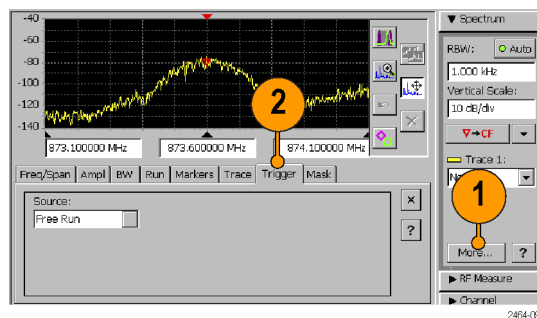 -40
-60
-80
-100
-120
-140
873.100000 MHz
873.600000 MHz
874.100000 MHz
2
Freq/Span
Ampl
BW
Run
Markers
Trace
Trigger
Mask
Source:
Free Run
×
?
▼ Spectrum
RBW:
Auto
1.000 kHz
Vertical Scale:
10 dB/div
∇→CF
Trace 1:
1
More...
?
► RF Measure
► Channel